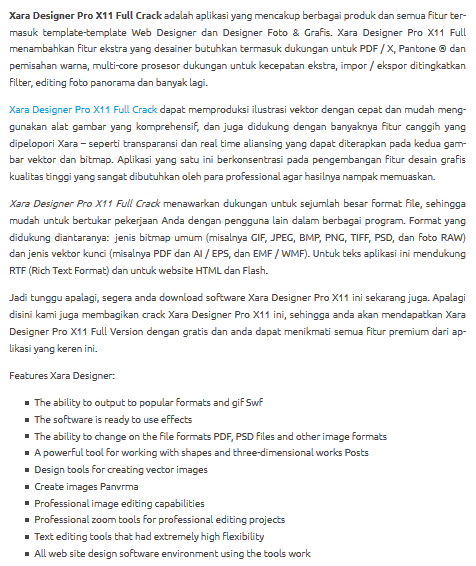 Xara Designer Pro X11 Full Crack adalah aplikasi yang mencakup berbagai produk dan semua fitur ter-
masuk template-template Web Designer dan Designer Foto & Grafis. Xara Designer Pro X11 Full
menambahkan fitur ekstra yang desainer butuhkan termasuk dukungan untuk PDF / X, Pantone ® dan
pemisahan warna, multi-core prosesor dukungan untuk kecepatan ekstra, impor / ekspor ditingkatkan
filter, editing foto panorama dan banyak lagi.
Xara Designer Pro X11 Full Crack dapat memproduksi ilustrasi vektor dengan cepat dan mudah meng-
gunakan alat gambar yang komprehensif, dan juga didukung dengan banyaknya fitur canggih yang
dipelopori Xara – seperti transparansi dan real time aliansing yang dapat diterapkan pada kedua gam-
bar vektor dan bitmap. Aplikasi yang satu ini berkonsentrasi pada pengembangan fitur desain grafis
kualitas tinggi yang sangat dibutuhkan oleh para professional agar hasilnya nampak memuaskan.
Xara Designer Pro X11 Full Crack menawarkan dukungan untuk sejumlah besar format file, sehingga
mudah untuk bertukar pekerjaan Anda dengan pengguna lain dalam berbagai program. Format yang
didukung diantaranya: jenis bitmap umum (misalnya GIF, JPEG, BMP, PNG, TIFF, PSD, dan foto RAW)
dan jenis vektor kunci (misalnya PDF dan AI / EPS, dan EMF / WMF). Untuk teks aplikasi ini mendukung
RTF (Rich Text Format) dan untuk website HTML dan Flash.
Jadi tunggu apalagi, segera anda download software Xara Designer Pro X11 ini sekarang juga. Apalagi
disini kami juga membagikan crack Xara Designer Pro X11 ini, sehingga anda akan mendapatkan Xara
Designer Pro X11 Full Version dengan gratis dan anda dapat menikmati semua fitur premium dari ap-
likasi yang keren ini.
Features Xara Designer:
The ability to output to popular formats and gif Swf
The software is ready to use effects
The ability to change on the file formats PDF, PSD files and other image formats
A powerful tool for working with shapes and three-dimensional works Posts
Design tools for creating vector images
Create images Panvrma
Professional image editing capabilities
Professional zoom tools for professional editing projects
Text editing tools that had extremely high flexibility
All web site design software environment using the tools work